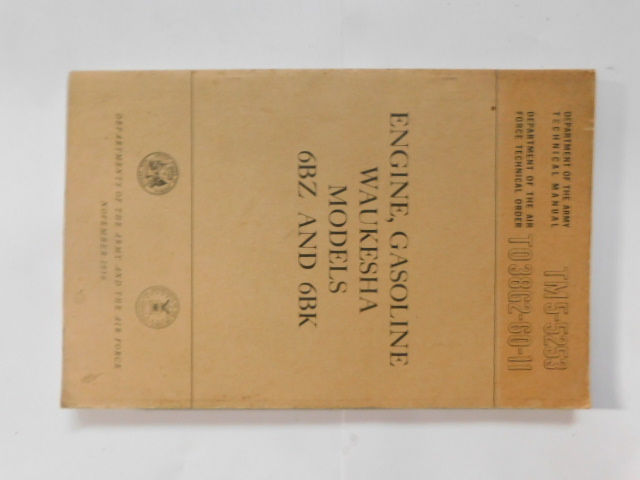 DEPARTMENT OF THE ARMY
TECHNICAL MANUAL
TM 5-5253
DEPARTMENT OF THE AIR
FORCE TECHNICAL ORDER
TO 38G2-60-11
ENGINE, GASOLINE
WAUKESHA
MODELS
6BZ AND 6BK
DEPARTMENTS OF THE ARMY AND THE AIR FORCE
NOVEMBER